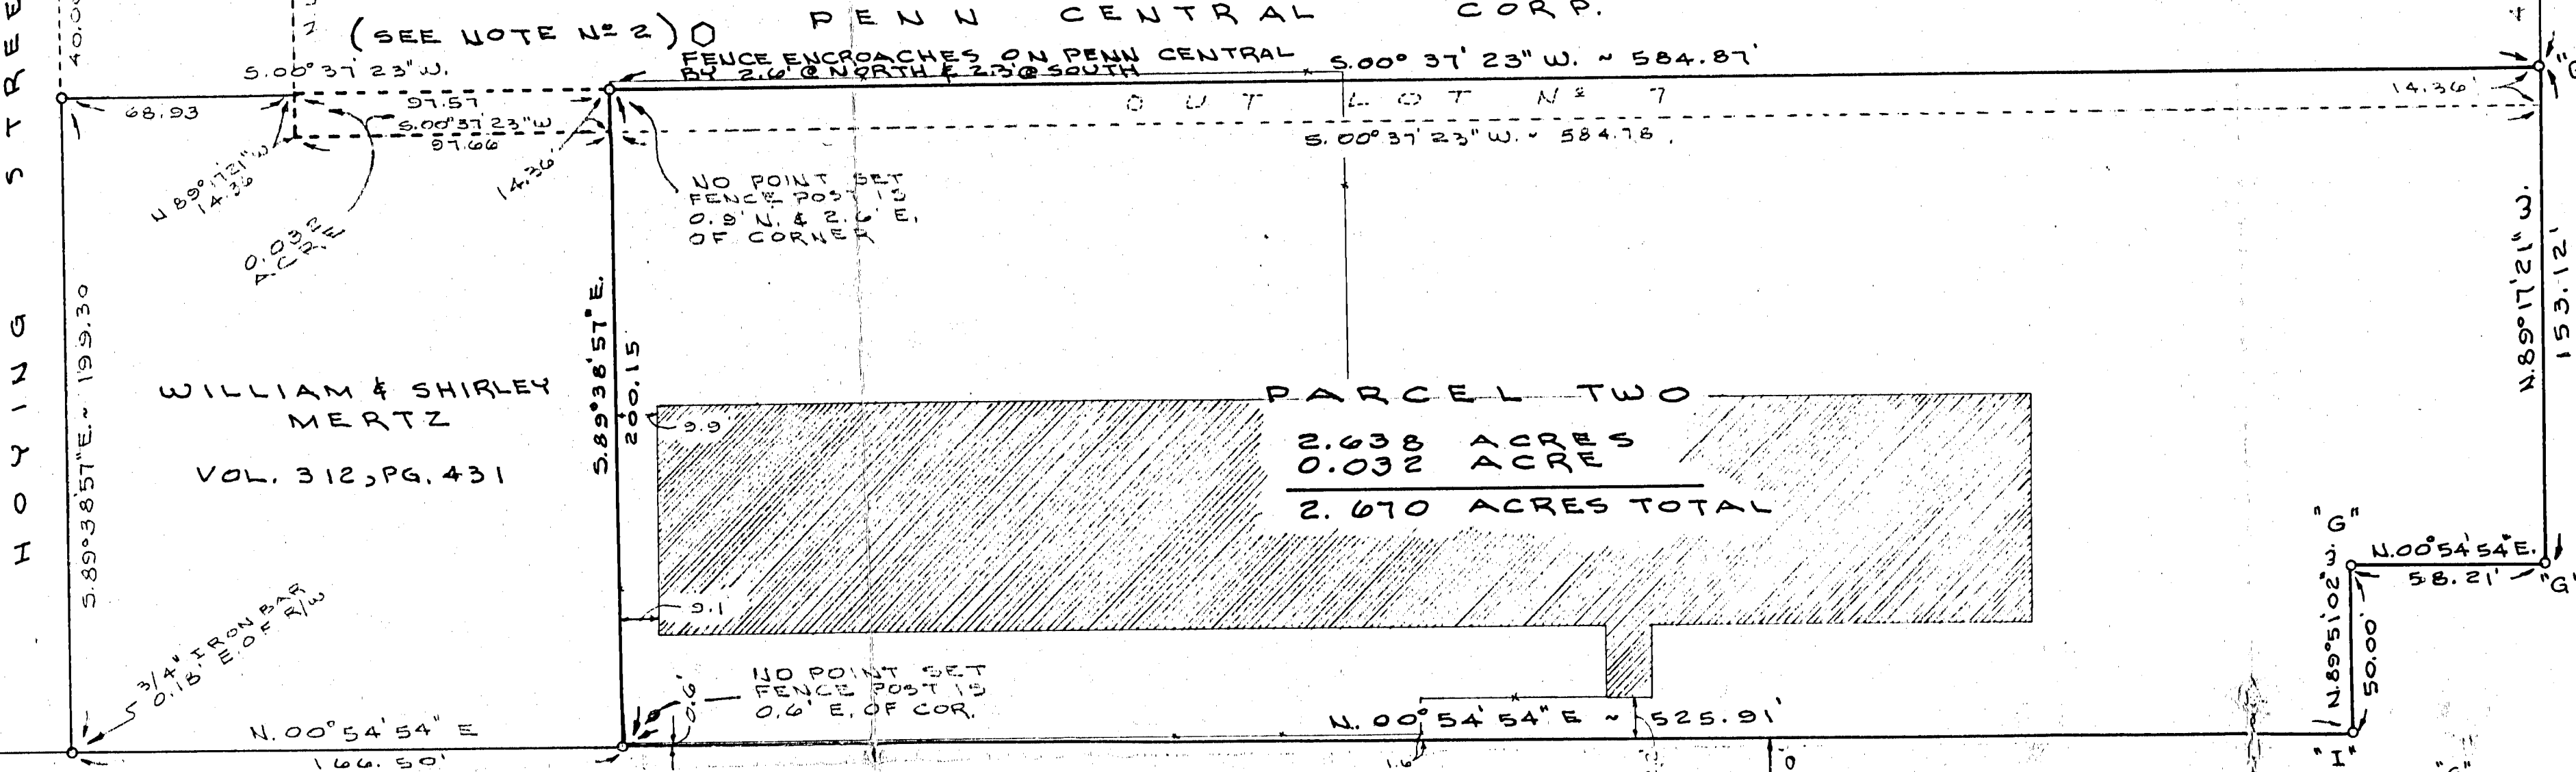 PENN CENTRAL CORP.
(SEE NOTE Nº 2)
FENCE ENCROACHES ON PENN CENTRAL
BY 2.6' @ NORTH & 2.3' @ SOUTH
S.00° 37' 23" W. ~ 584.87'
40.00
S.00° 37' 23" W.
68.93
97.57
S.00° 37' 23" W
97.66
OUT LOT Nº 7
14.36'
S.00° 37' 23" W. ~ 584.78
N 89° 17' 21" W
14.36
14.36'
0.032
ACRE
NO POINT SET
FENCE POST IS
0.9' N. & 2.6' E.
OF CORNER
HOYING STREE
S.89° 38' 57" E. ~ 199.30
WILLIAM & SHIRLEY
MERTZ
VOL. 312, PG. 431
S.89° 38' 57" E.
200.15
9.9
9.1
PARCEL TWO
2.638 ACRES
0.032 ACRE
2.670 ACRES TOTAL
N.89° 17' 21" W.
153.12'
"G"
N.00° 54' 54" E.
58.21'
"G"
N.89° 51' 02" W.
50.00'
"I"
3/4" IRON BAR
0.18' E. OF R/W
NO POINT SET
FENCE POST IS
0.6' E. OF COR.
0.6'
N. 00° 54' 54" E
166.50'
N. 00° 54' 54" E ~ 525.91'
1.6